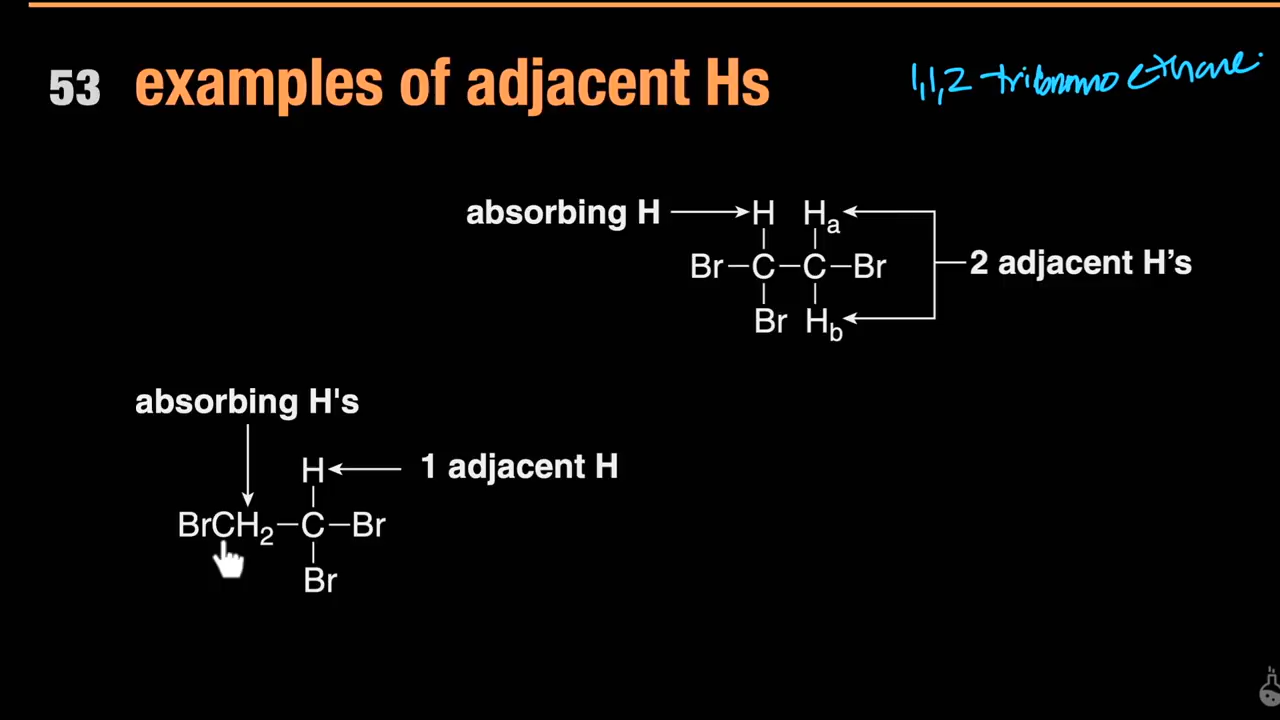 53 examples of adjacent Hs
1,1,2 tribromo ethane.
absorbing H
H Hₐ
Br–C–C–Br
2 adjacent H’s
Br H_b
absorbing H's
H
1 adjacent H
BrCH₂–C–Br
Br